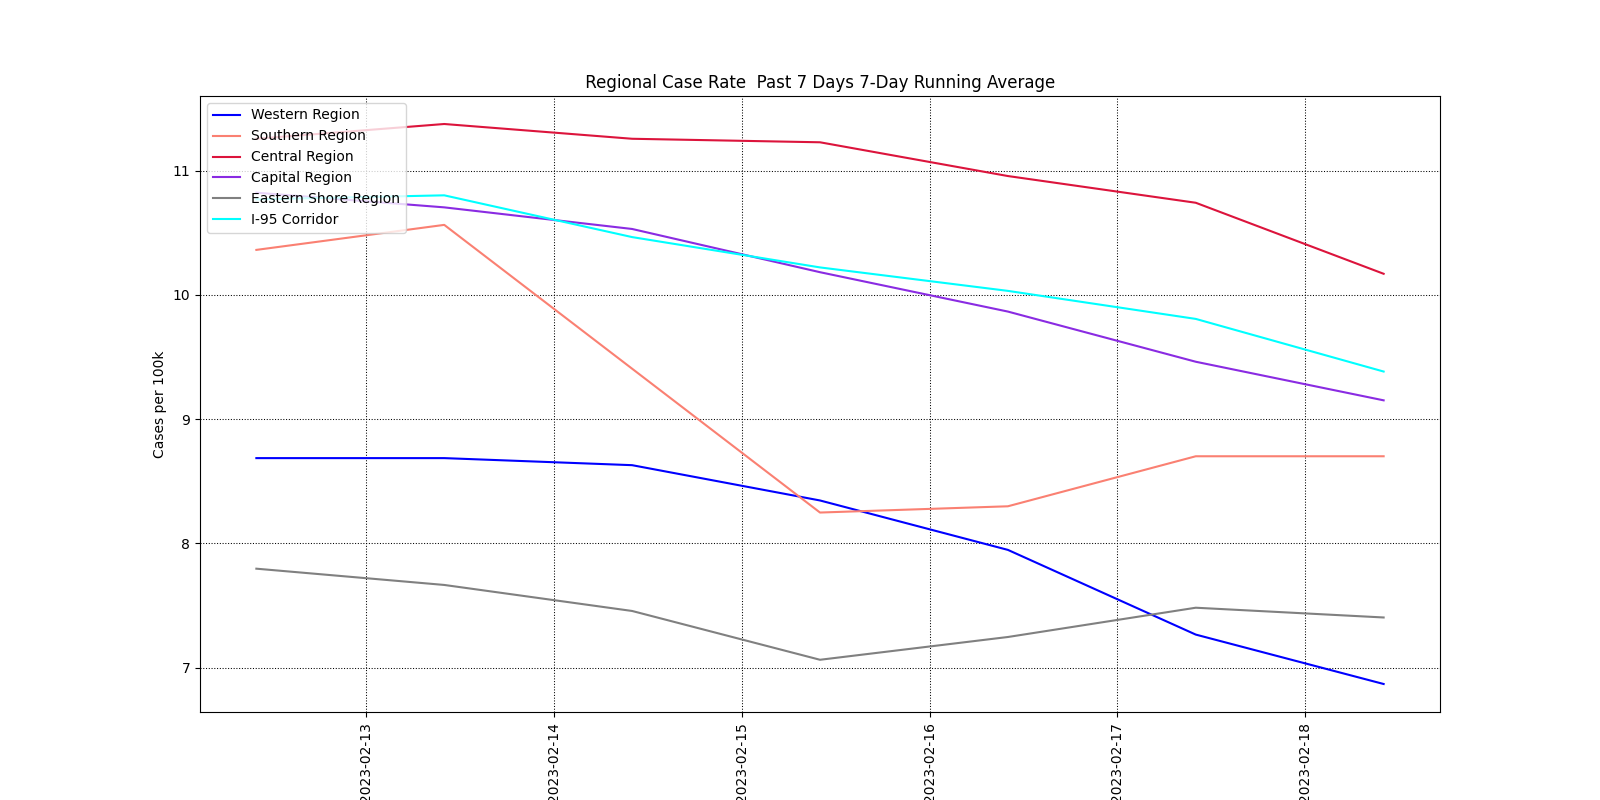 Regional Case Rate  Past 7 Days 7-Day Running Average
Western Region
Southern Region
Central Region
Capital Region
Eastern Shore Region
I-95 Corridor
Cases per 100k
11
10
9
8
7
2023-02-13
2023-02-14
2023-02-15
2023-02-16
2023-02-17
2023-02-18